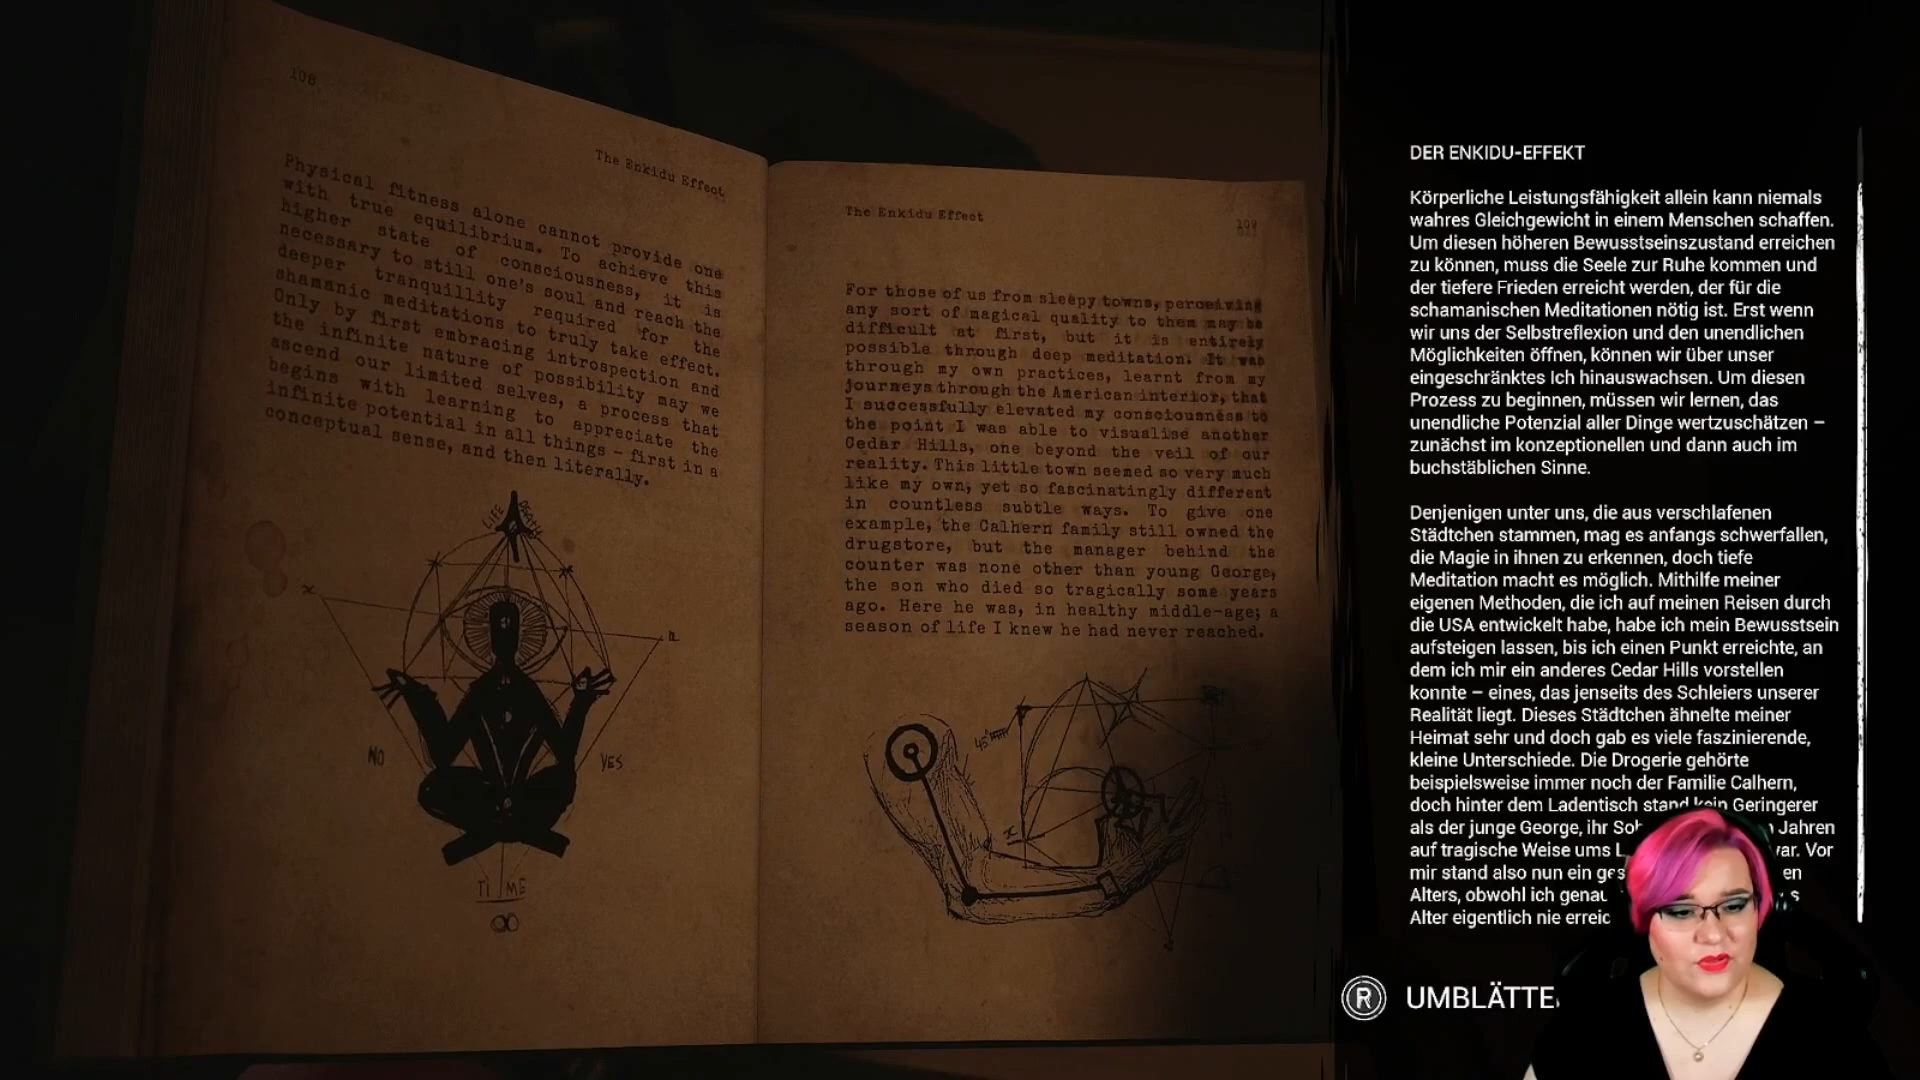 108
The Enkidu Effect
Physical fitness alone cannot provide one
with true equilibrium. To achieve this
higher state of consciousness, it is
necessary to still one's soul and reach the
deeper tranquillity required for the
shamanic meditations to truly take effect.
Only by first embracing introspection and
the infinite nature of possibility may we
ascend our limited selves, a process that
begins with learning to appreciate the
infinite potential in all things - first in a
conceptual sense, and then literally.
LIFE DEATH
NO
YES
TIME
The Enkidu Effect
109
For those of us from sleepy towns, perceiving
any sort of magical quality to them may be
difficult at first, but it is entirely
possible through deep meditation. It was
through my own practices, learnt from my
journeys through the American interior, that
I successfully elevated my consciousness to
the point I was able to visualise another
Cedar Hills, one beyond the veil of our
reality. This little town seemed so very much
like my own, yet so fascinatingly different
in countless subtle ways. To give one
example, the Calhern family still owned the
drugstore, but the manager behind the
counter was none other than young George,
the son who died so tragically some years
ago. Here he was, in healthy middle-age; a
season of life I knew he had never reached.
45°
x
DER ENKIDU-EFFEKT
Körperliche Leistungsfähigkeit allein kann niemals
wahres Gleichgewicht in einem Menschen schaffen.
Um diesen höheren Bewusstseinszustand erreichen
zu können, muss die Seele zur Ruhe kommen und
der tiefere Frieden erreicht werden, der für die
schamanischen Meditationen nötig ist. Erst wenn
wir uns der Selbstreflexion und den unendlichen
Möglichkeiten öffnen, können wir über unser
eingeschränktes Ich hinauswachsen. Um diesen
Prozess zu beginnen, müssen wir lernen, das
unendliche Potenzial aller Dinge wertzuschätzen –
zunächst im konzeptionellen und dann auch im
buchstäblichen Sinne.
Denjenigen unter uns, die aus verschlafenen
Städtchen stammen, mag es anfangs schwerfallen,
die Magie in ihnen zu erkennen, doch tiefe
Meditation macht es möglich. Mithilfe meiner
eigenen Methoden, die ich auf meinen Reisen durch
die USA entwickelt habe, habe ich mein Bewusstsein
aufsteigen lassen, bis ich einen Punkt erreichte, an
dem ich mir ein anderes Cedar Hills vorstellen
konnte – eines, das jenseits des Schleiers unserer
Realität liegt. Dieses Städtchen ähnelte meiner
Heimat sehr und doch gab es viele faszinierende,
kleine Unterschiede. Die Drogerie gehörte
beispielsweise immer noch der Familie Calhern,
doch hinter dem Ladentisch stand kein Geringerer
als der junge George, ihr Jahren
auf tragische Weise ums war. Vor
mir stand also nun ein
Alters, obwohl ich
Alter eigentlich nie
R UMBLÄTTE